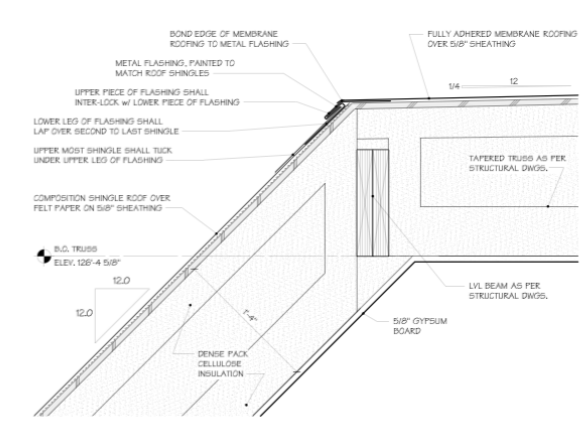 BOND EDGE OF MEMBRANE
ROOFING TO METAL FLASHING
METAL FLASHING, PAINTED TO
MATCH ROOF SHINGLES
UPPER PIECE OF FLASHING SHALL
INTER-LOCK w/ LOWER PIECE OF FLASHING
LOWER LEG OF FLASHING SHALL
LAP OVER SECOND TO LAST SHINGLE
UPPER MOST SHINGLE SHALL TUCK
UNDER UPPER LEG OF FLASHING
COMPOSITION SHINGLE ROOF OVER
FELT PAPER ON 5/8" SHEATHING
B.O. TRUSS
ELEV. 128'-4 5/8"
12.0
12.0
1'-4"
DENSE PACK
CELLULOSE
INSULATION
FULLY ADHERED MEMBRANE ROOFING
OVER 5/8" SHEATHING
1/4
12
TAPERED TRUSS AS PER
STRUCTURAL DWGS.
LVL BEAM AS PER
STRUCTURAL DWGS.
5/8" GYPSUM
BOARD